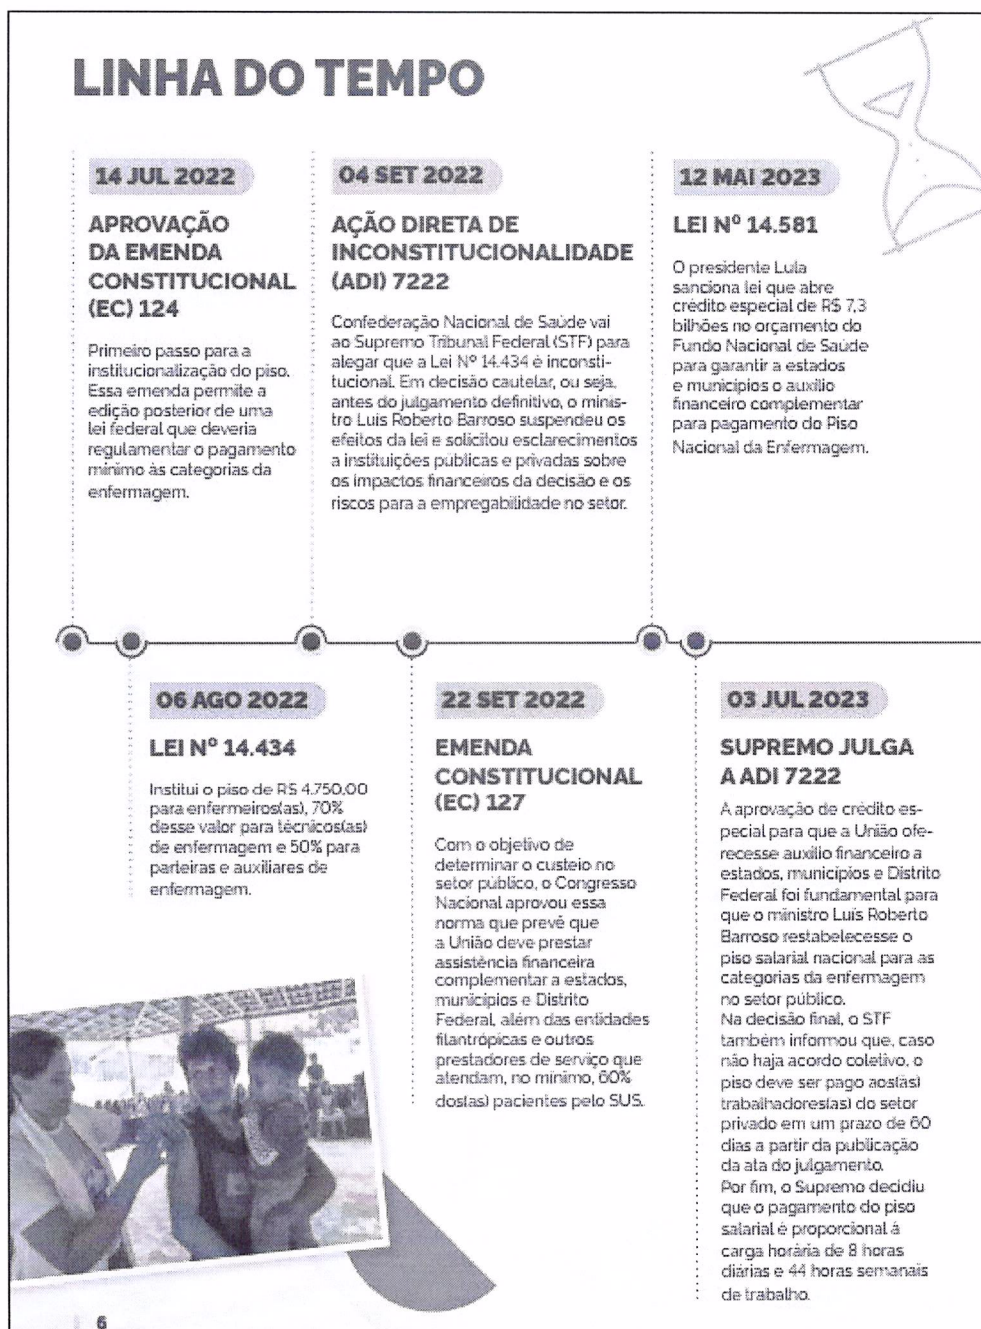 LINHA DO TEMPO
14 JUL 2022
APROVAÇÃO
DA EMENDA
CONSTITUCIONAL
(EC) 124
Primeiro passo para a
institucionalização do piso.
Essa emenda permite a
edição posterior de uma
lei federal que deveria
regulamentar o pagamento
mínimo às categorias da
enfermagem.
04 SET 2022
AÇÃO DIRETA DE
INCONSTITUCIONALIDADE
(ADI) 7222
Confederação Nacional de Saúde vai
ao Supremo Tribunal Federal (STF) para
alegar que a Lei Nº 14.434 é inconsti-
tucional. Em decisão cautelar, ou seja,
antes do julgamento definitivo, o minis-
tro Luís Roberto Barroso suspendeu os
efeitos da lei e solicitou esclarecimentos
a instituições públicas e privadas sobre
os impactos financeiros da decisão e os
riscos para a empregabilidade no setor.
12 MAI 2023
LEI Nº 14.581
O presidente Lula
sanciona lei que abre
crédito especial de R$ 7,3
bilhões no orçamento do
Fundo Nacional de Saúde
para garantir a estados
e municípios o auxílio
financeiro complementar
para pagamento do Piso
Nacional da Enfermagem.
06 AGO 2022
LEI Nº 14.434
Institui o piso de R$ 4.750,00
para enfermeiros(as), 70%
desse valor para técnicos(as)
de enfermagem e 50% para
parteiras e auxiliares de
enfermagem.
22 SET 2022
EMENDA
CONSTITUCIONAL
(EC) 127
Com o objetivo de
determinar o custeio no
setor público, o Congresso
Nacional aprovou essa
norma que prevê que
a União deve prestar
assistência financeira
complementar a estados,
municípios e Distrito
Federal, além das entidades
filantrópicas e outros
prestadores de serviço que
atendam, no mínimo, 60%
dos(as) pacientes pelo SUS.
03 JUL 2023
SUPREMO JULGA
A ADI 7222
A aprovação de crédito es-
pecial para que a União ofe-
recesse auxílio financeiro a
estados, municípios e Distrito
Federal foi fundamental para
que o ministro Luís Roberto
Barroso restabelecesse o
piso salarial nacional para as
categorias da enfermagem
no setor público.
Na decisão final, o STF
também informou que, caso
não haja acordo coletivo, o
piso deve ser pago aos(as)
trabalhadores(as) do setor
privado em um prazo de 60
dias a partir da publicação
da ata do julgamento.
Por fim, o Supremo decidiu
que o pagamento do piso
salarial é proporcional à
carga horária de 8 horas
diárias e 44 horas semanais
de trabalho.
6